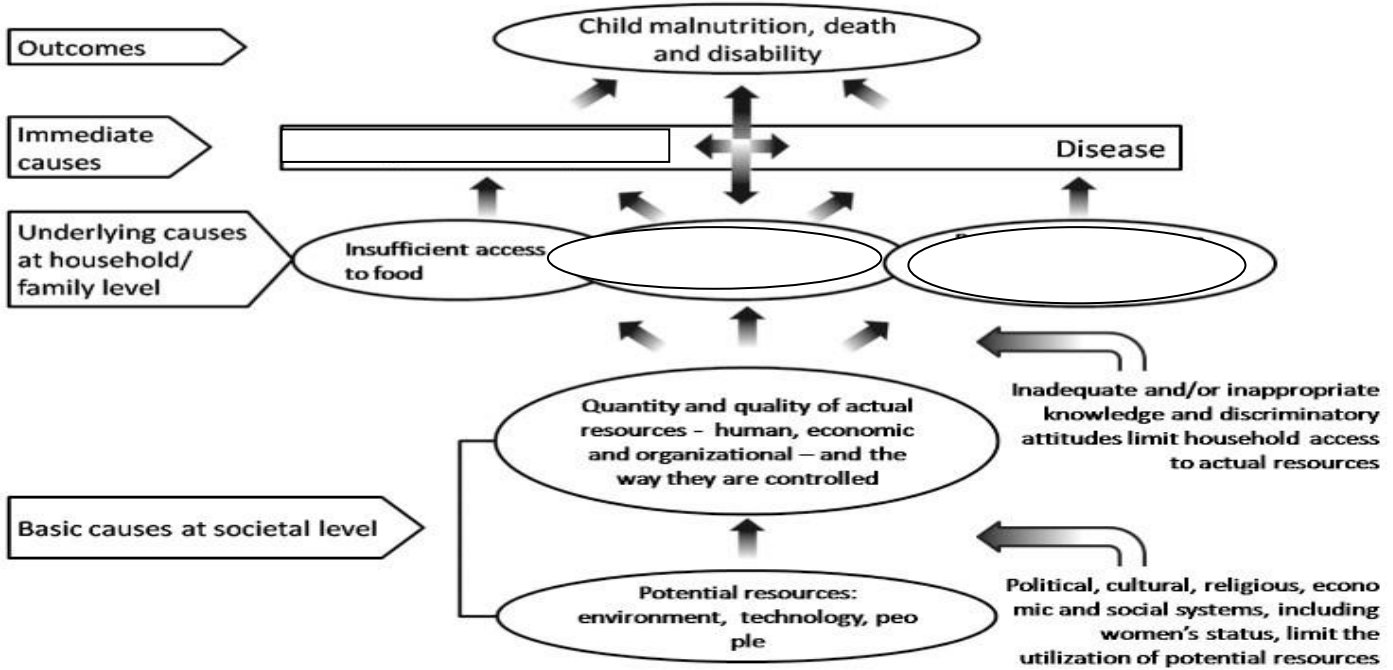 Outcomes
Child malnutrition, death
and disability
Immediate
causes
Disease
Underlying causes
at household/
family level
Insufficient access
to food
Quantity and quality of actual
resources - human, economic
and organizational – and the
way they are controlled
Inadequate and/or inappropriate
knowledge and discriminatory
attitudes limit household access
to actual resources
Basic causes at societal level
Potential resources:
environment, technology, peo
ple
Political, cultural, religious, econo
mic and social systems, including
women's status, limit the
utilization of potential resources